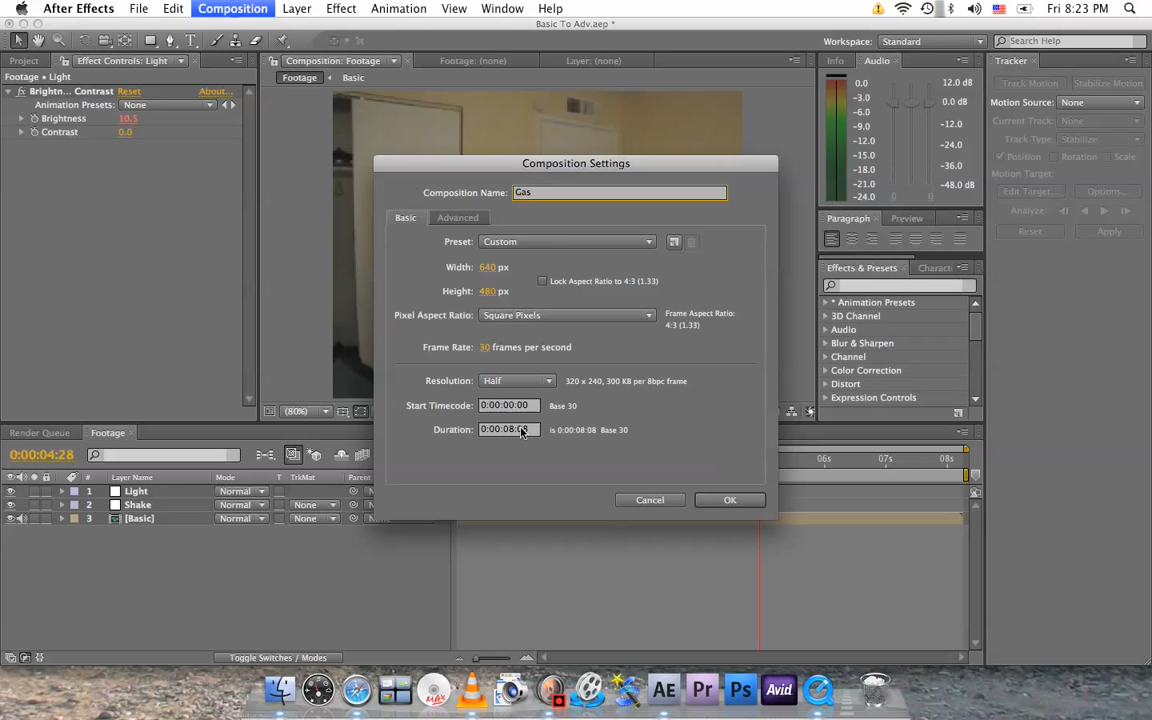 After Effects File Edit Composition Layer Effect Animation View Window Help Fri 8:23 PM
Basic To Adv.aep *
Workspace: Standard Search Help
Project Effect Controls: Light Composition: Footage Footage: (none) Layer: (none) Info Audio Tracker
Footage • Light Footage Basic
Brightn... Contrast Reset About...
Animation Presets: None
Brightness 10.5
Contrast 0.0
0.0 12.0 dB
-3.0
-6.0 0.0 dB
-9.0
-12.0 -12.0
-15.0 -24.0
-18.0 -36.0
-21.0
-24.0 -48.0 dB
Track Motion Stabilize Motion
Motion Source: None
Current Track: None
Track Type: Stabilize
Position Rotation Scale
Motion Target:
Edit Target... Options...
Analyze:
Reset Apply
Composition Settings
Composition Name: Gas
Basic Advanced
Preset: Custom
Width: 640 px
Lock Aspect Ratio to 4:3 (1.33)
Height: 480 px
Pixel Aspect Ratio: Square Pixels
Frame Aspect Ratio:
4:3 (1.33)
Frame Rate: 30 frames per second
Resolution: Half 320 x 240, 300 KB per 8bpc frame
Start Timecode: 0:00:00:00 Base 30
Duration: 0:00:08:08 is 0:00:08:08 Base 30
Cancel OK
Paragraph Preview
Effects & Presets Charact
* Animation Presets
3D Channel
Audio
Blur & Sharpen
Channel
Color Correction
Distort
Expression Controls
(80%)
Render Queue Footage
0:00:04:28
06s 07s 08s
# Layer Name Mode T TrkMat Parent
1 Light Normal
2 Shake Normal None
3 [Basic] Normal None
Toggle Switches / Modes
AE Pr Ps Avid